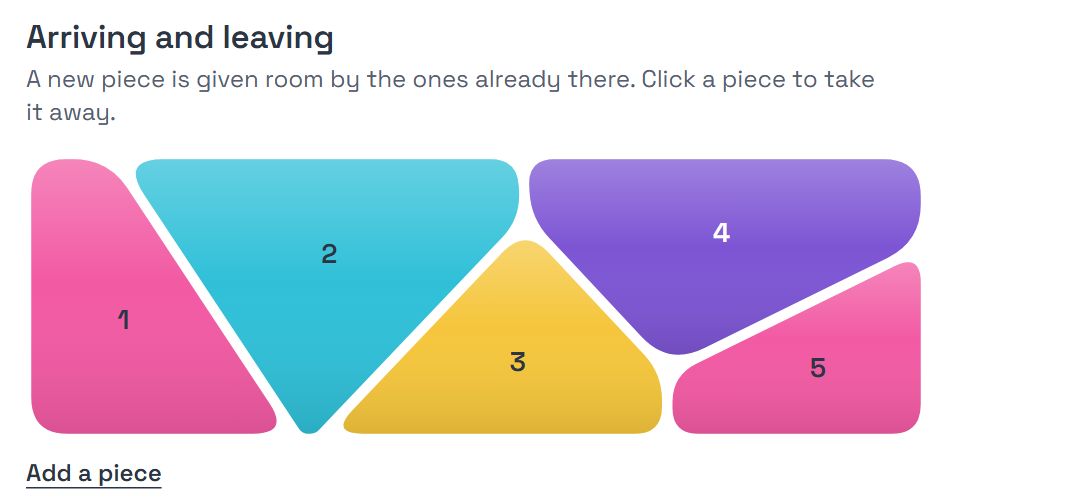 Arriving and leaving
A new piece is given room by the ones already there. Click a piece to take
it away.
1
2
3
4
5
Add a piece